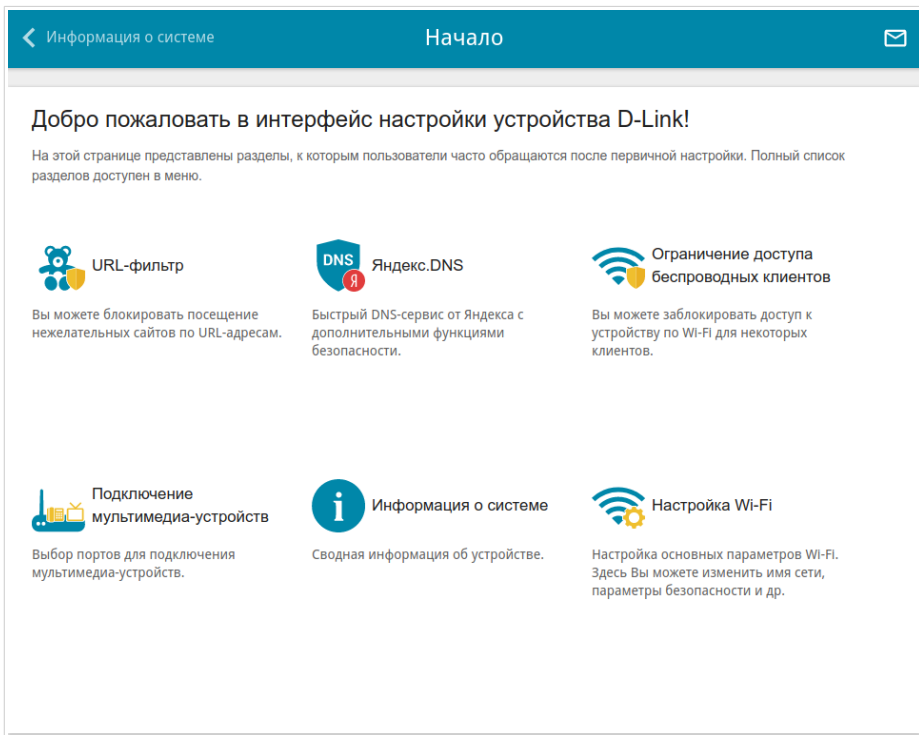 Информация о системе
Начало
Добро пожаловать в интерфейс настройки устройства D-Link!
На этой странице представлены разделы, к которым пользователи часто обращаются после первичной настройки. Полный список
разделов доступен в меню.
URL-фильтр
Вы можете блокировать посещение
нежелательных сайтов по URL-адресам.
DNS
Я
Яндекс.DNS
Быстрый DNS-сервис от Яндекса с
дополнительными функциями
безопасности.
Ограничение доступа
беспроводных клиентов
Вы можете заблокировать доступ к
устройству по Wi-Fi для некоторых
клиентов.
Подключение
мультимедиа-устройств
Выбор портов для подключения
мультимедиа-устройств.
i
Информация о системе
Сводная информация об устройстве.
Настройка Wi-Fi
Настройка основных параметров Wi-Fi.
Здесь Вы можете изменить имя сети,
параметры безопасности и др.